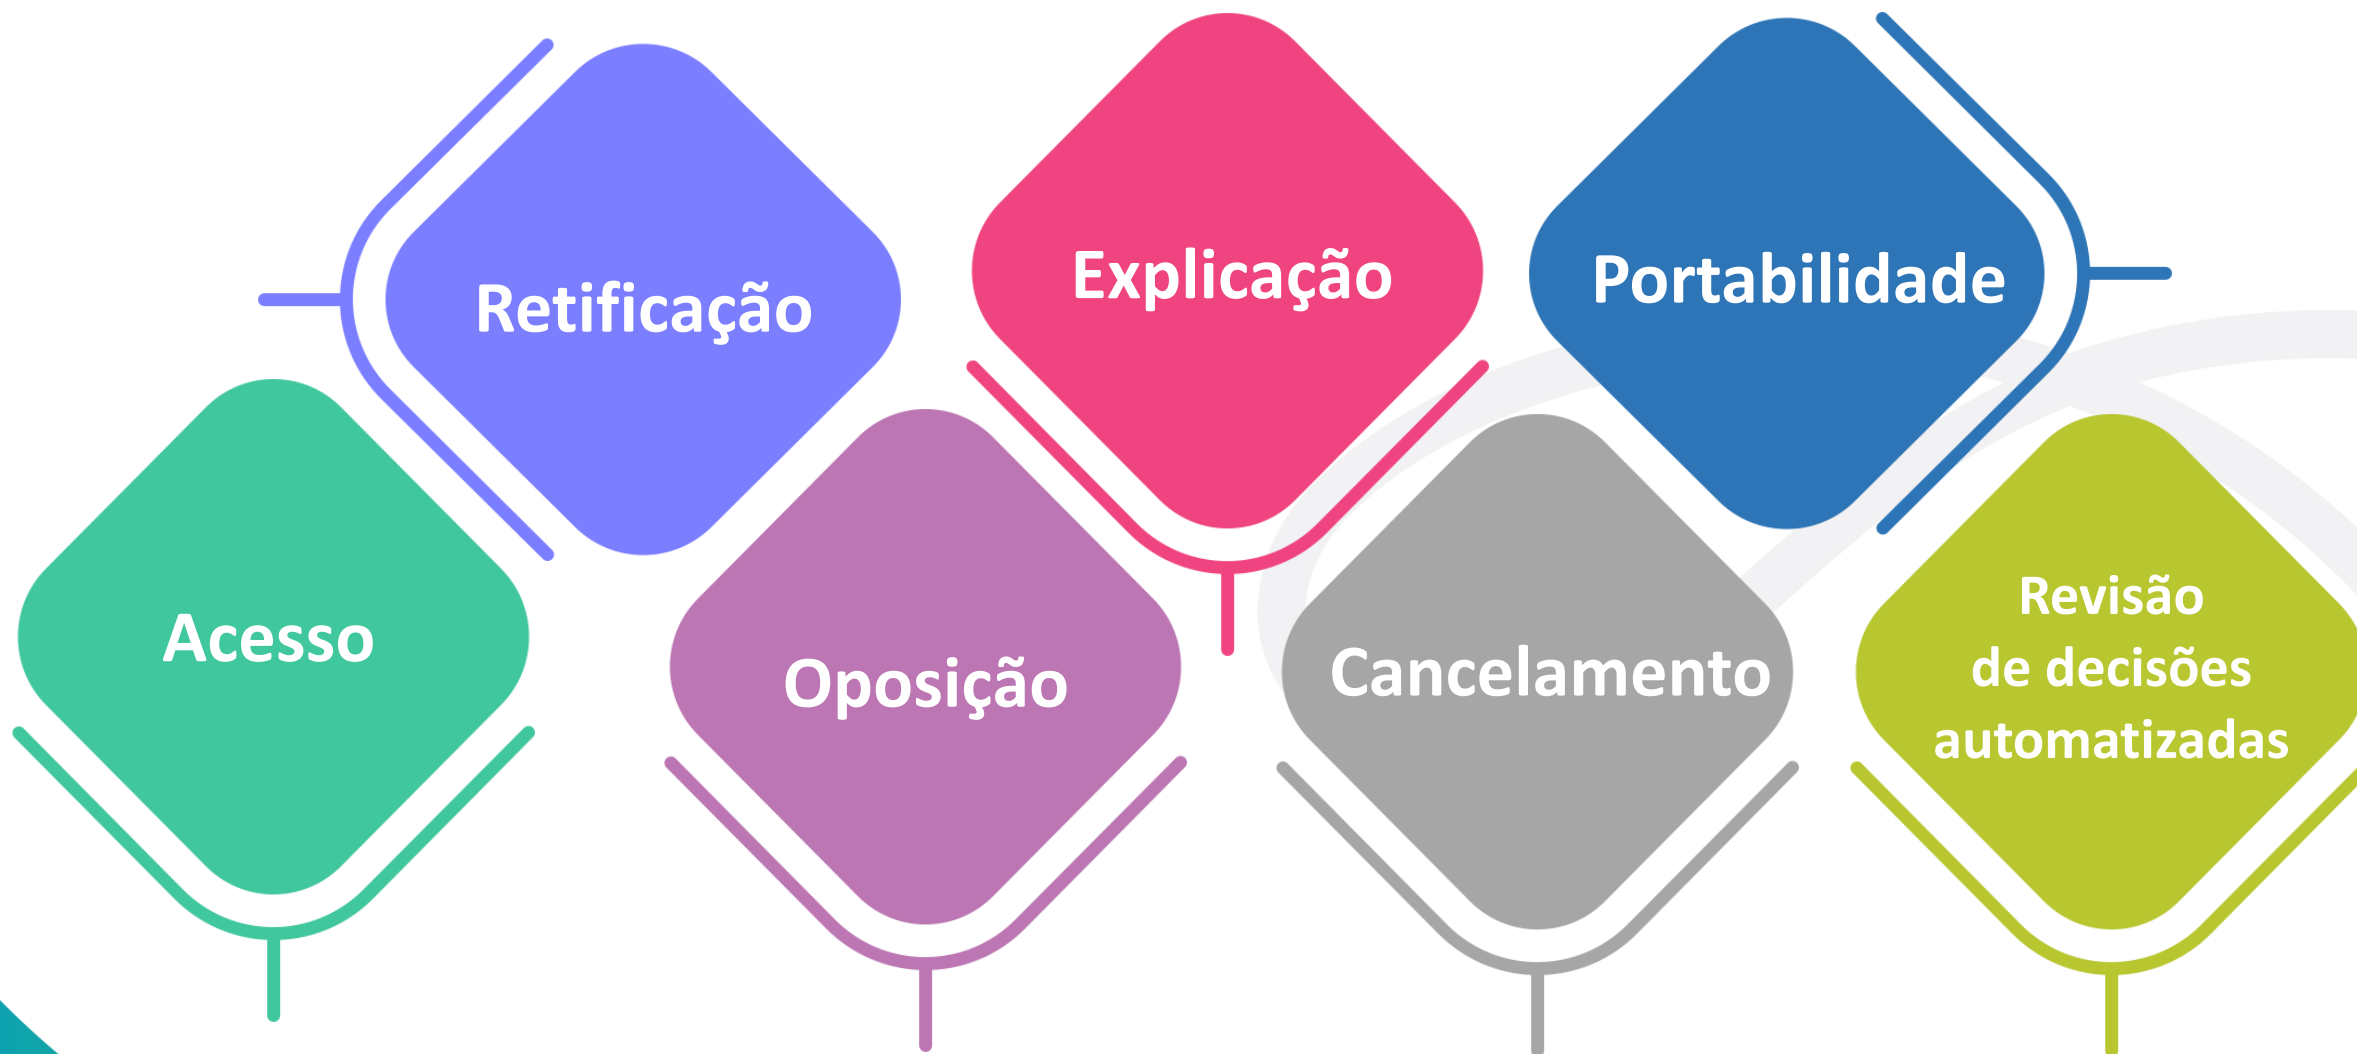 Retificação
Explicação
Portabilidade
Acesso
Oposição
Cancelamento
Revisão
de decisões
automatizadas